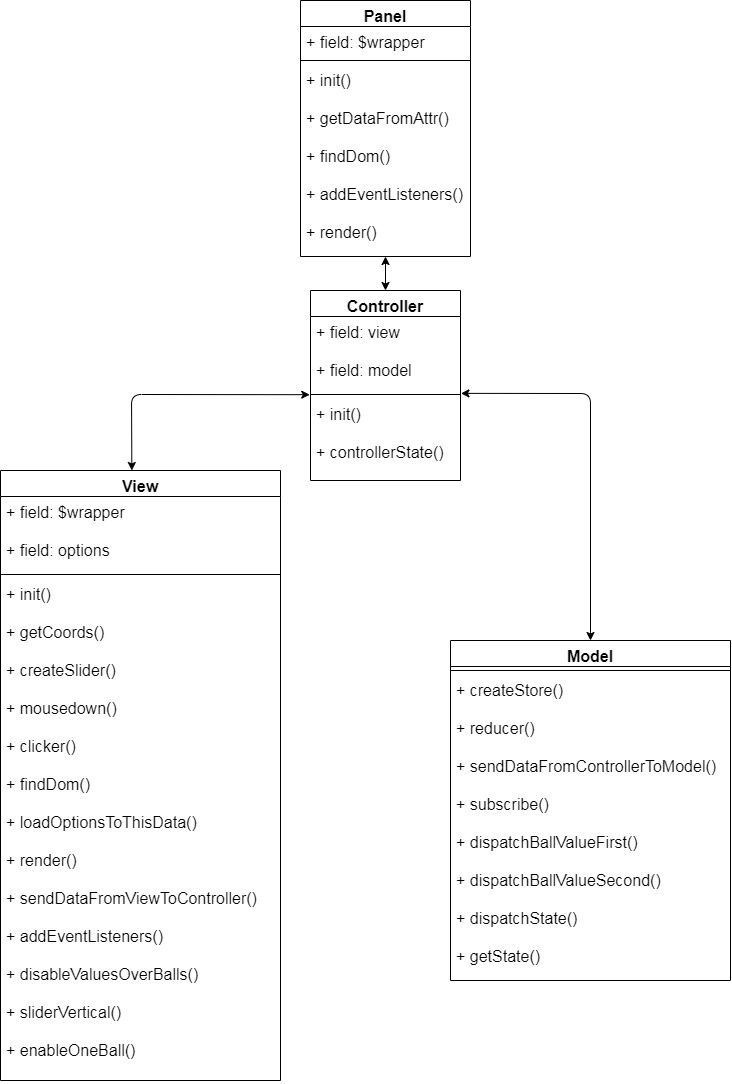 Panel
+ field: $wrapper
+ init()
+ getDataFromAttr()
+ findDom()
+ addEventListeners()
+ render()
Controller
+ field: view
+ field: model
+ init()
+ controllerState()
View
+ field: $wrapper
+ field: options
+ init()
+ getCoords()
+ createSlider()
+ mousedown()
+ clicker()
+ findDom()
+ loadOptionsToThisData()
+ render()
+ sendDataFromViewToController()
+ addEventListeners()
+ disableValuesOverBalls()
+ sliderVertical()
+ enableOneBall()
Model
+ createStore()
+ reducer()
+ sendDataFromControllerToModel()
+ subscribe()
+ dispatchBallValueFirst()
+ dispatchBallValueSecond()
+ dispatchState()
+ getState()